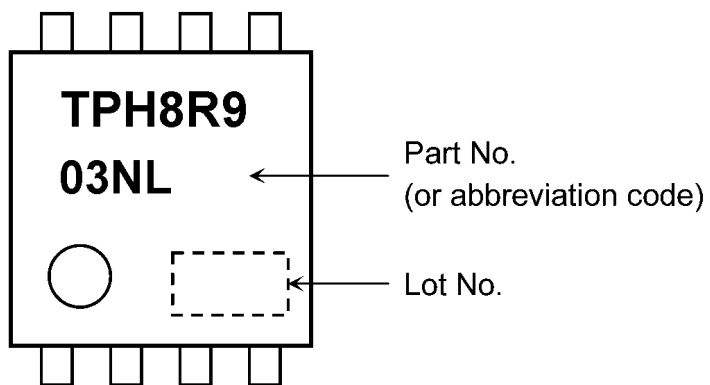 TPH8R9
03NL
Part No.
(or abbreviation code)
Lot No.